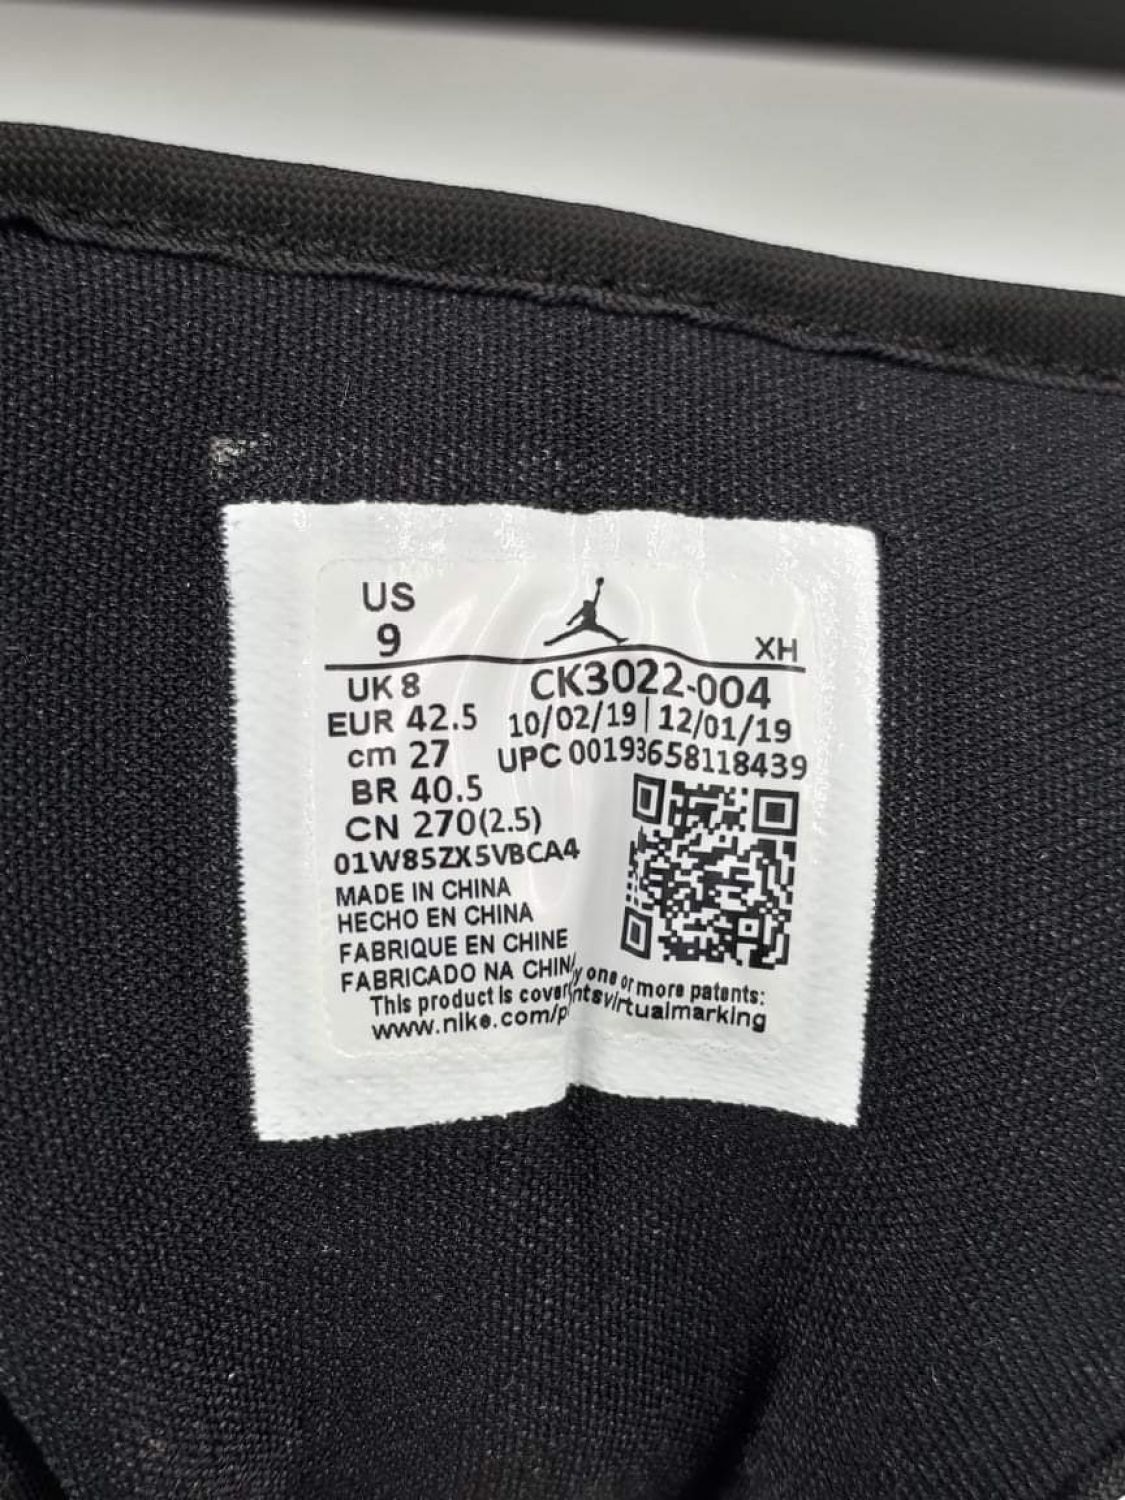 US
9
XH
UK 8
EUR 42.5
cm 27
BR 40.5
CN 270(2.5)
CK3022-004
10/02/19 | 12/01/19
UPC 00193658118439
01W85ZX5VBCA4
MADE IN CHINA
HECHO EN CHINA
FABRIQUE EN CHINE
FABRICADO NA CHIN
This product is cover y one or more patents:
www.nike.com/p ntsvirtualmarking